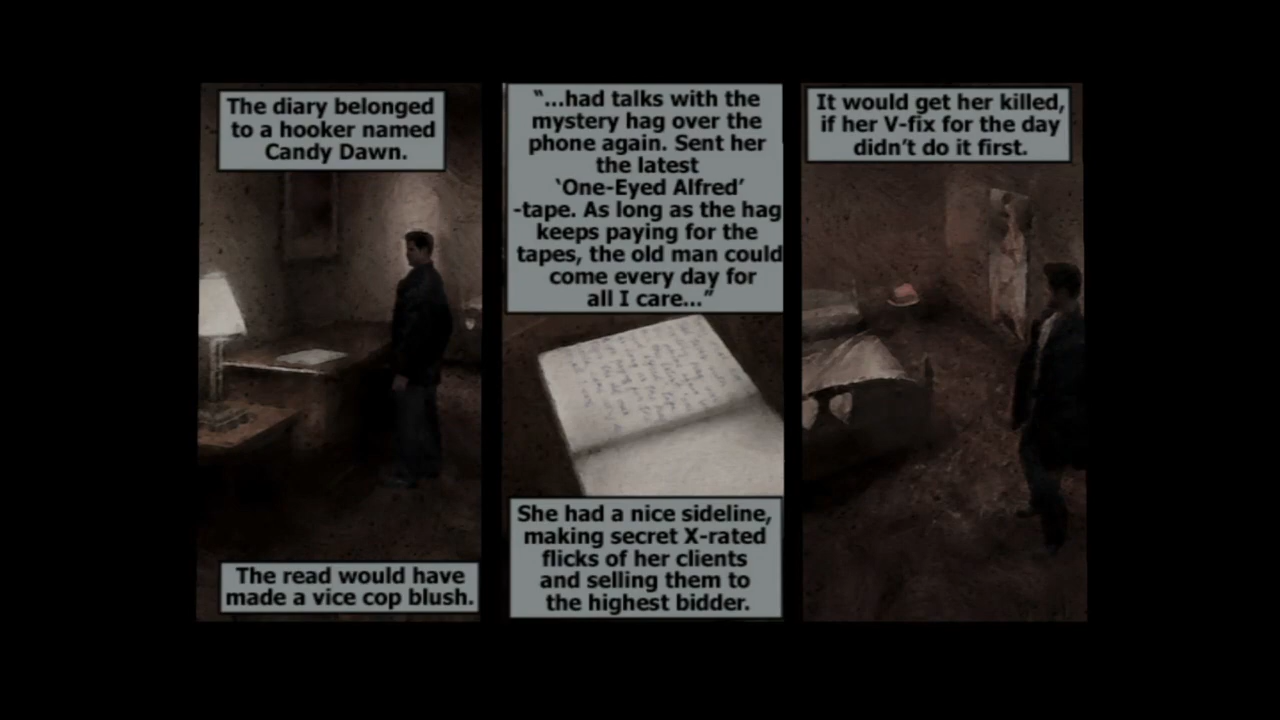 The diary belonged
to a hooker named
Candy Dawn.
The read would have
made a vice cop blush.
“...had talks with the
mystery hag over the
phone again. Sent her
the latest
‘One-Eyed Alfred’
-tape. As long as the hag
keeps paying for the
tapes, the old man could
come every day for
all I care...”
She had a nice sideline,
making secret X-rated
flicks of her clients
and selling them to
the highest bidder.
It would get her killed,
if her V-fix for the day
didn’t do it first.